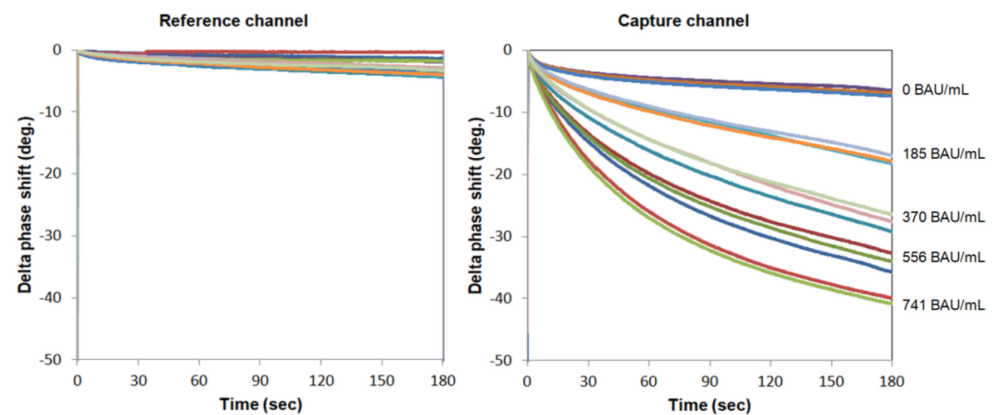 Reference channel
Capture channel
Delta phase shift (deg.)
0
-10
-20
-30
-40
-50
0 30 60 90 120 150 180
Time (sec)
Delta phase shift (deg.)
0
-10
-20
-30
-40
-50
0 30 60 90 120 150 180
Time (sec)
0 BAU/mL
185 BAU/mL
370 BAU/mL
556 BAU/mL
741 BAU/mL